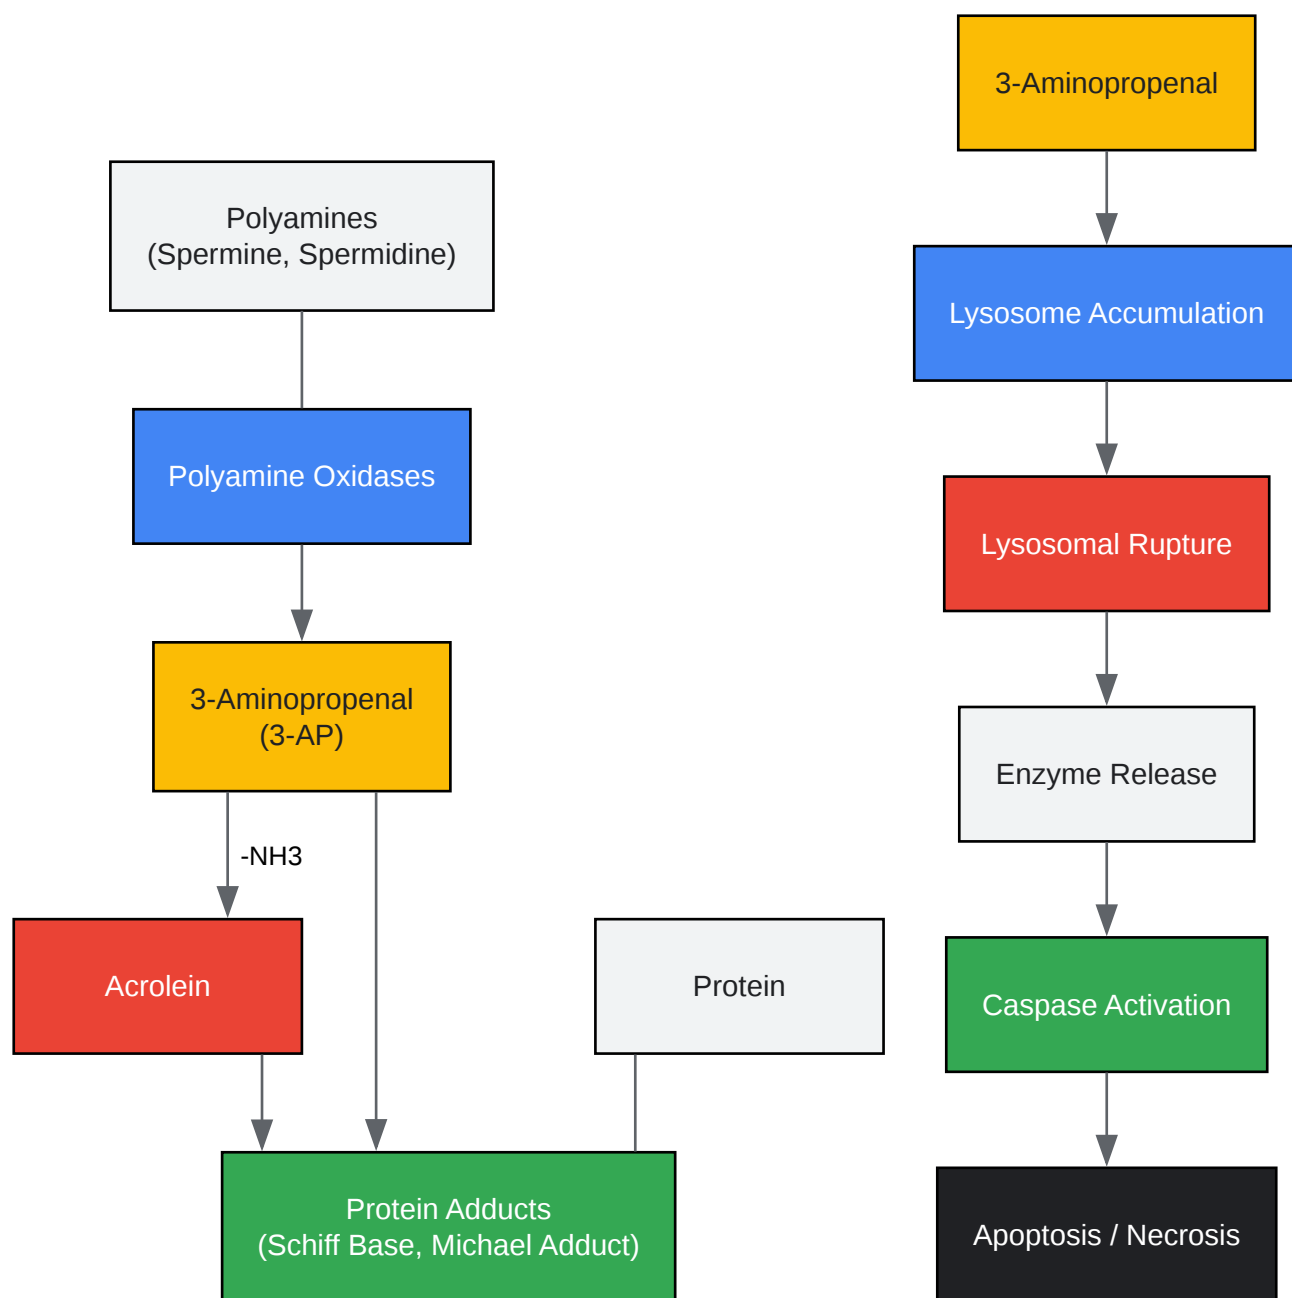 Polyamines
(Spermine, Spermidine)
Polyamine Oxidases
3-Aminopropenal
(3-AP)
-NH3
Acrolein
Protein
Protein Adducts
(Schiff Base, Michael Adduct)
3-Aminopropenal
Lysosome Accumulation
Lysosomal Rupture
Enzyme Release
Caspase Activation
Apoptosis / Necrosis